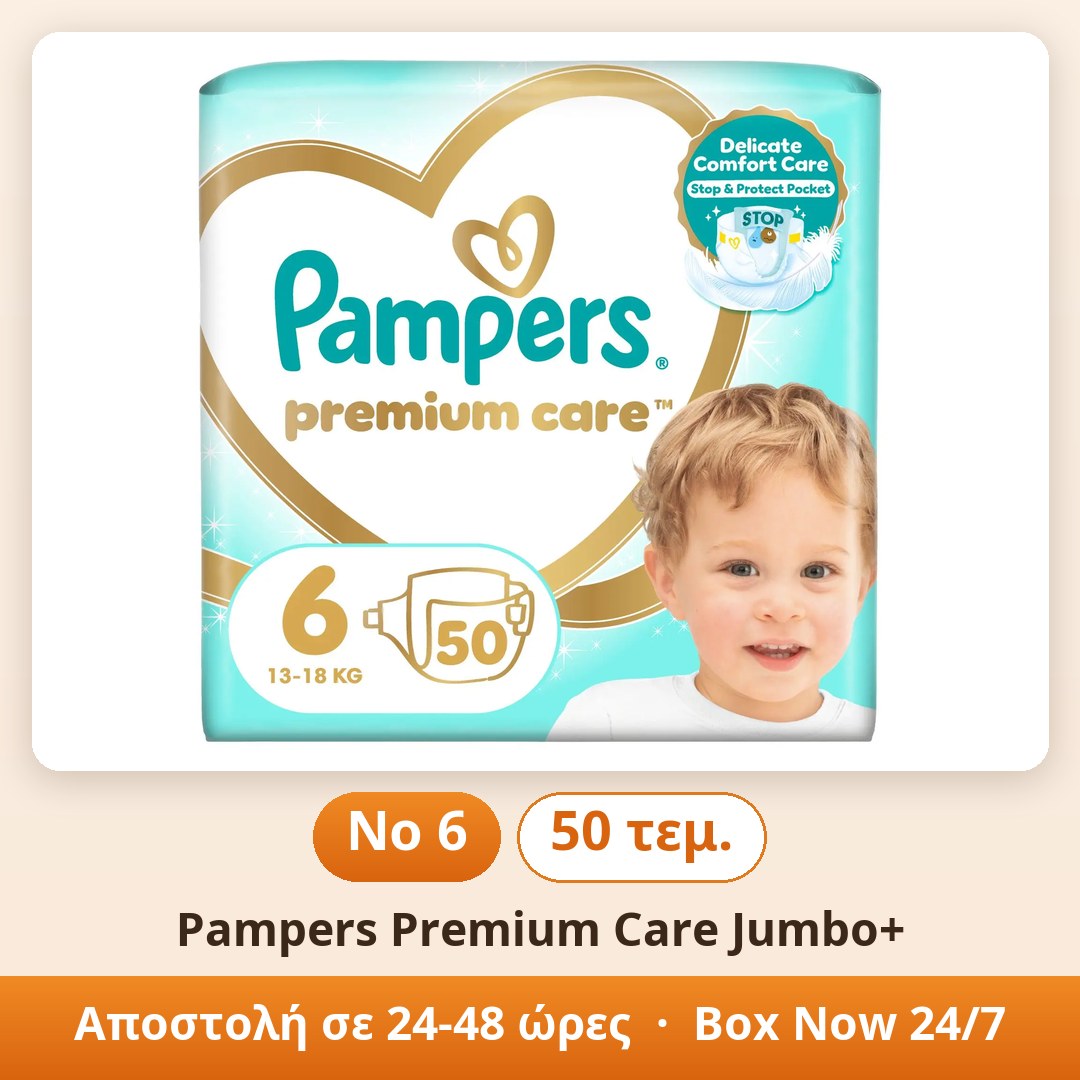 Delicate
Comfort Care
Stop & Protect Pocket
STOP
Pampers®
premium care™
6
50
13-18 KG
Νο 6
50 τεμ.
Pampers Premium Care Jumbo+
Αποστολή σε 24-48 ώρες · Box Now 24/7